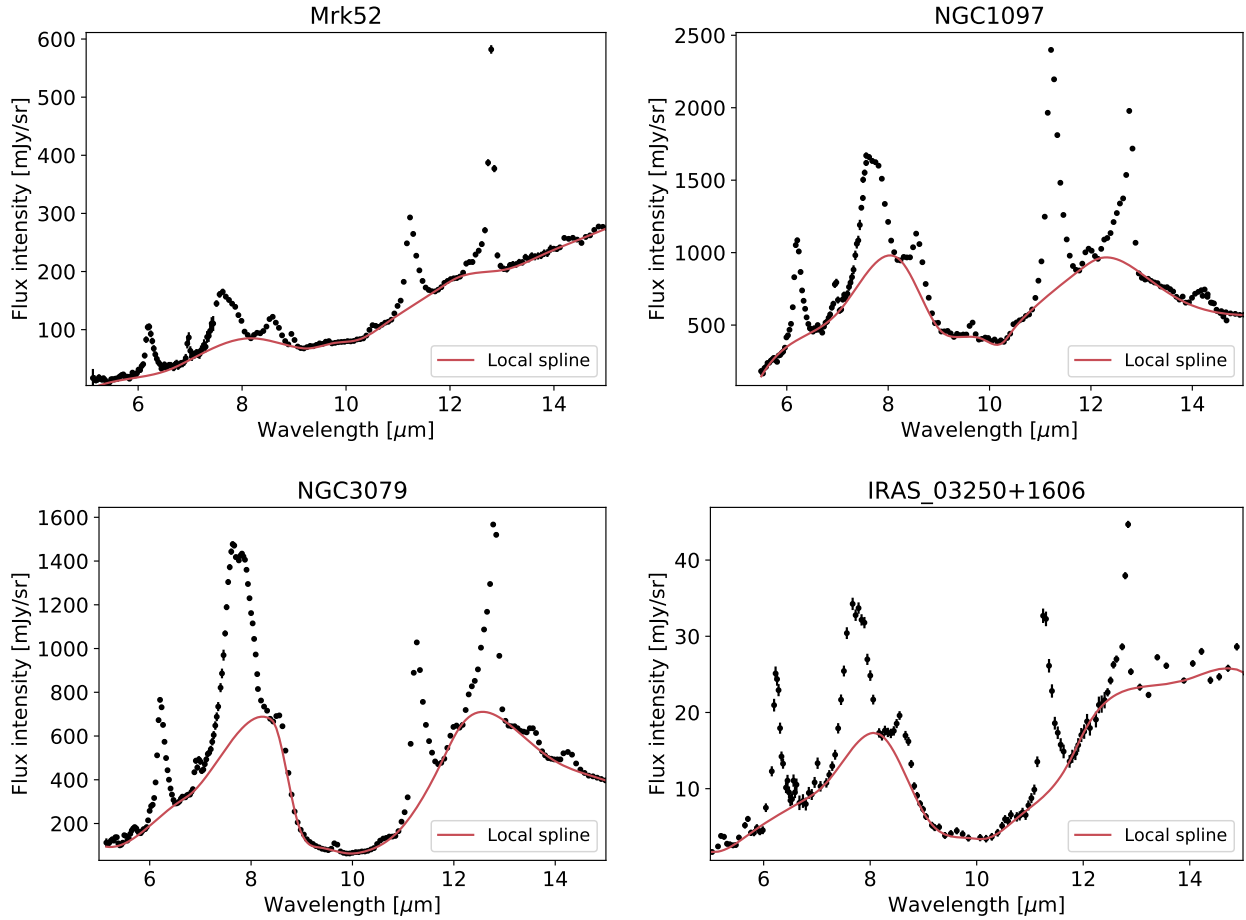 Mrk52
600
500
400
300
200
100
Flux intensity [mJy/sr]
Local spline
6 8 10 12 14
Wavelength [μm]
NGC1097
2500
2000
1500
1000
500
Flux intensity [mJy/sr]
Local spline
6 8 10 12 14
Wavelength [μm]
NGC3079
1600
1400
1200
1000
800
600
400
200
Flux intensity [mJy/sr]
Local spline
6 8 10 12 14
Wavelength [μm]
IRAS_03250+1606
40
30
20
10
Flux intensity [mJy/sr]
Local spline
6 8 10 12 14
Wavelength [μm]